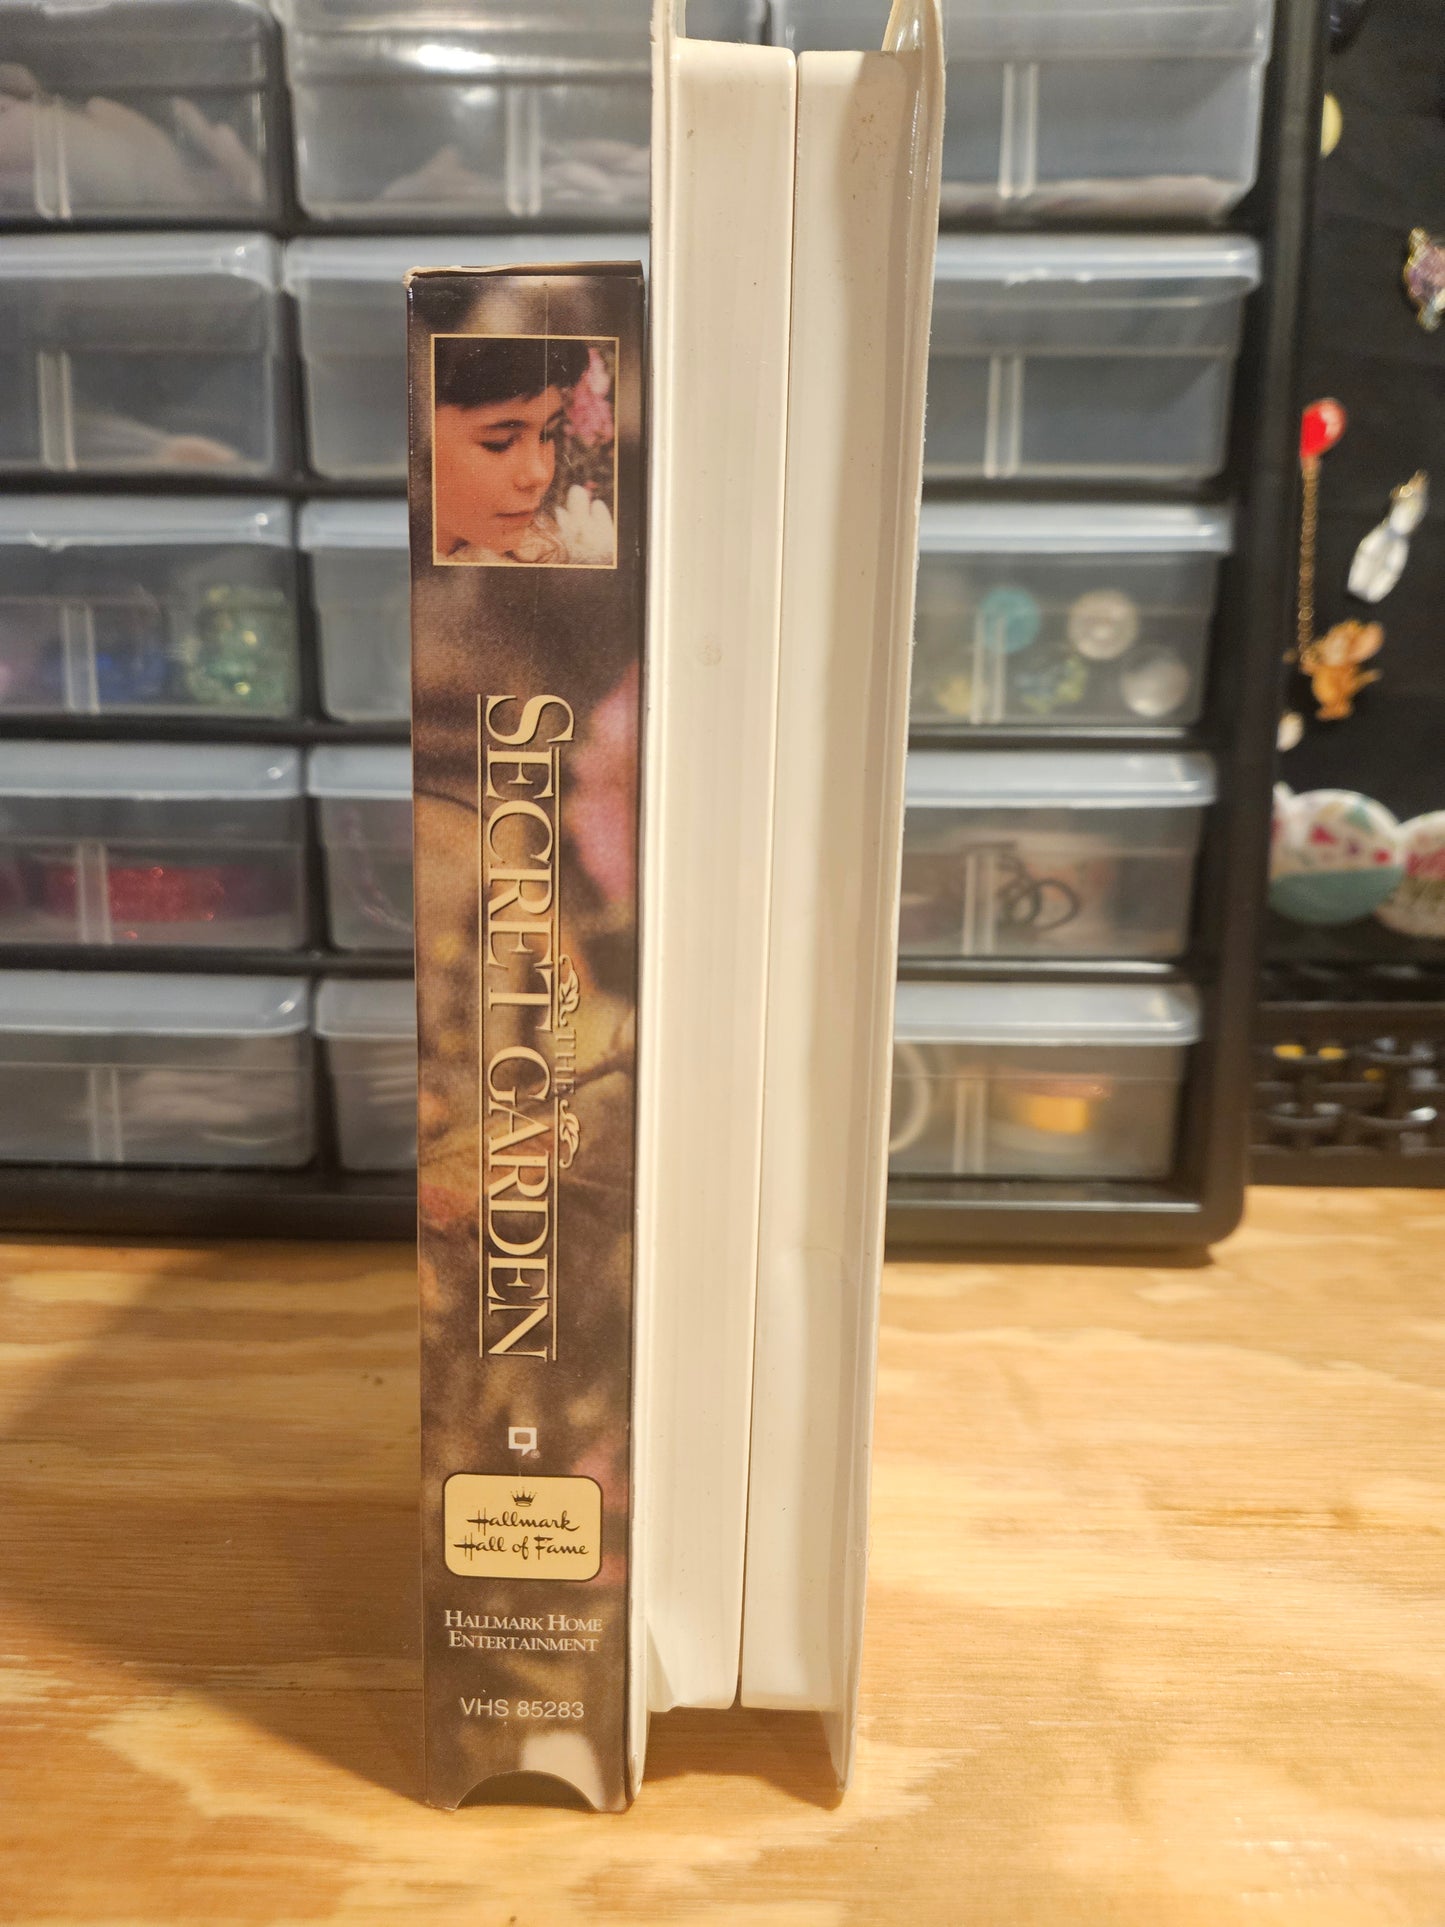 THE
SECRET GARDEN
Hallmark
Hall of Fame
HALLMARK HOME
ENTERTAINMENT
VHS 85283